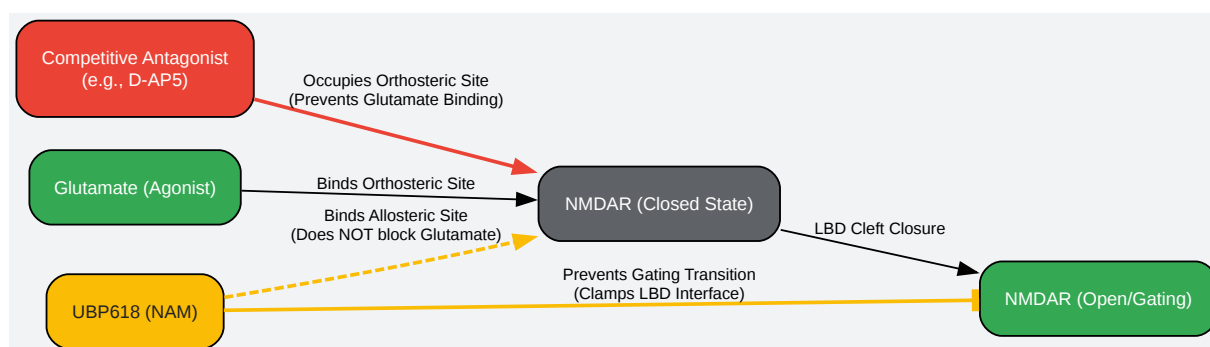 Competitive Antagonist
(e.g., D-AP5)
Occupies Orthosteric Site
(Prevents Glutamate Binding)
Glutamate (Agonist)
Binds Orthosteric Site
NMDAR (Closed State)
Binds Allosteric Site
(Does NOT block Glutamate)
LBD Cleft Closure
UBP618 (NAM)
Prevents Gating Transition
(Clamps LBD Interface)
NMDAR (Open/Gating)